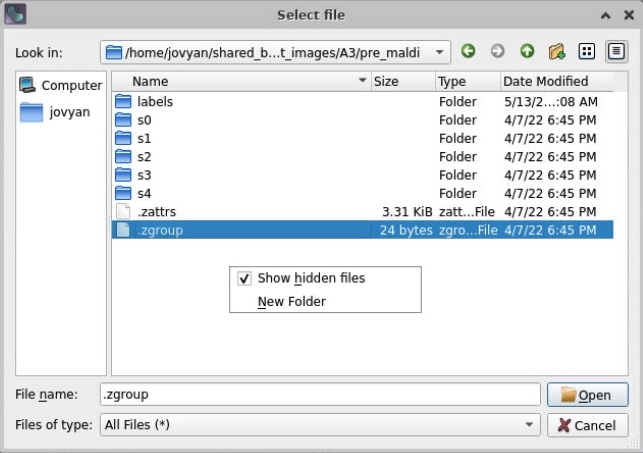 Select file
Look in: /home/jovyan/shared_b...t_images/A3/pre_maldi
Computer
jovyan
Name Size Type Date Modified
labels Folder 5/13/2...:08 AM
s0 Folder 4/7/22 6:45 PM
s1 Folder 4/7/22 6:45 PM
s2 Folder 4/7/22 6:45 PM
s3 Folder 4/7/22 6:45 PM
s4 Folder 4/7/22 6:45 PM
.zattrs 3.31 KiB zatt...File 4/7/22 6:45 PM
.zgroup 24 bytes zgro...File 4/7/22 6:45 PM
Show hidden files
New Folder
File name: .zgroup Open
Files of type: All Files (*) Cancel